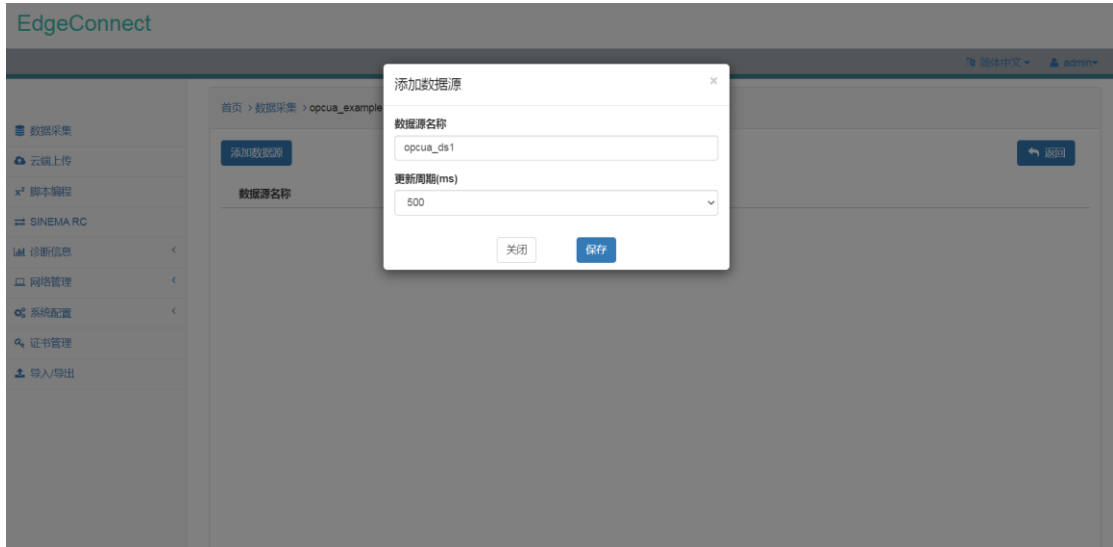 EdgeConnect
简体中文 admin
首页 > 数据采集 > opcua_example
数据采集
云端上传
x² 脚本编程
SINEMA RC
诊断信息
网络管理
系统配置
证书管理
导入/导出
添加数据源
返回
数据源名称
添加数据源 ×
数据源名称
opcua_ds1
更新周期(ms)
500
关闭 保存